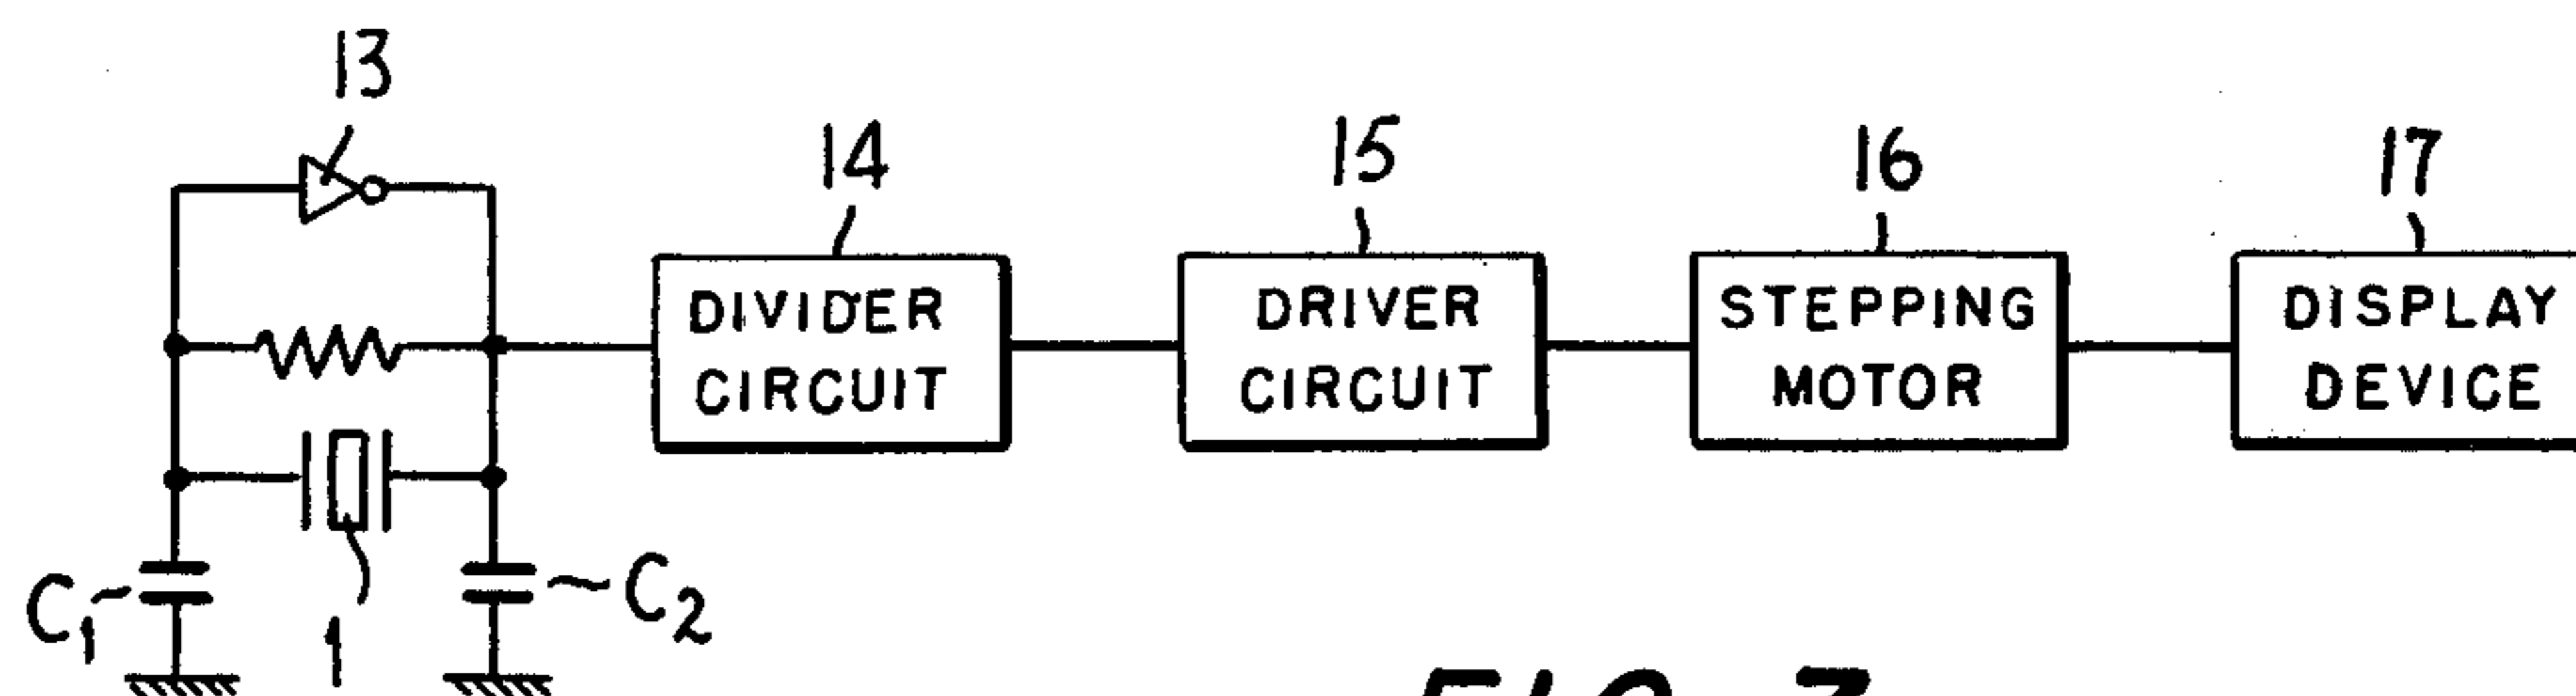 13
14
15
16
17
DIVIDER
CIRCUIT
DRIVER
CIRCUIT
STEPPING
MOTOR
DISPLAY
DEVICE
C1
1
C2